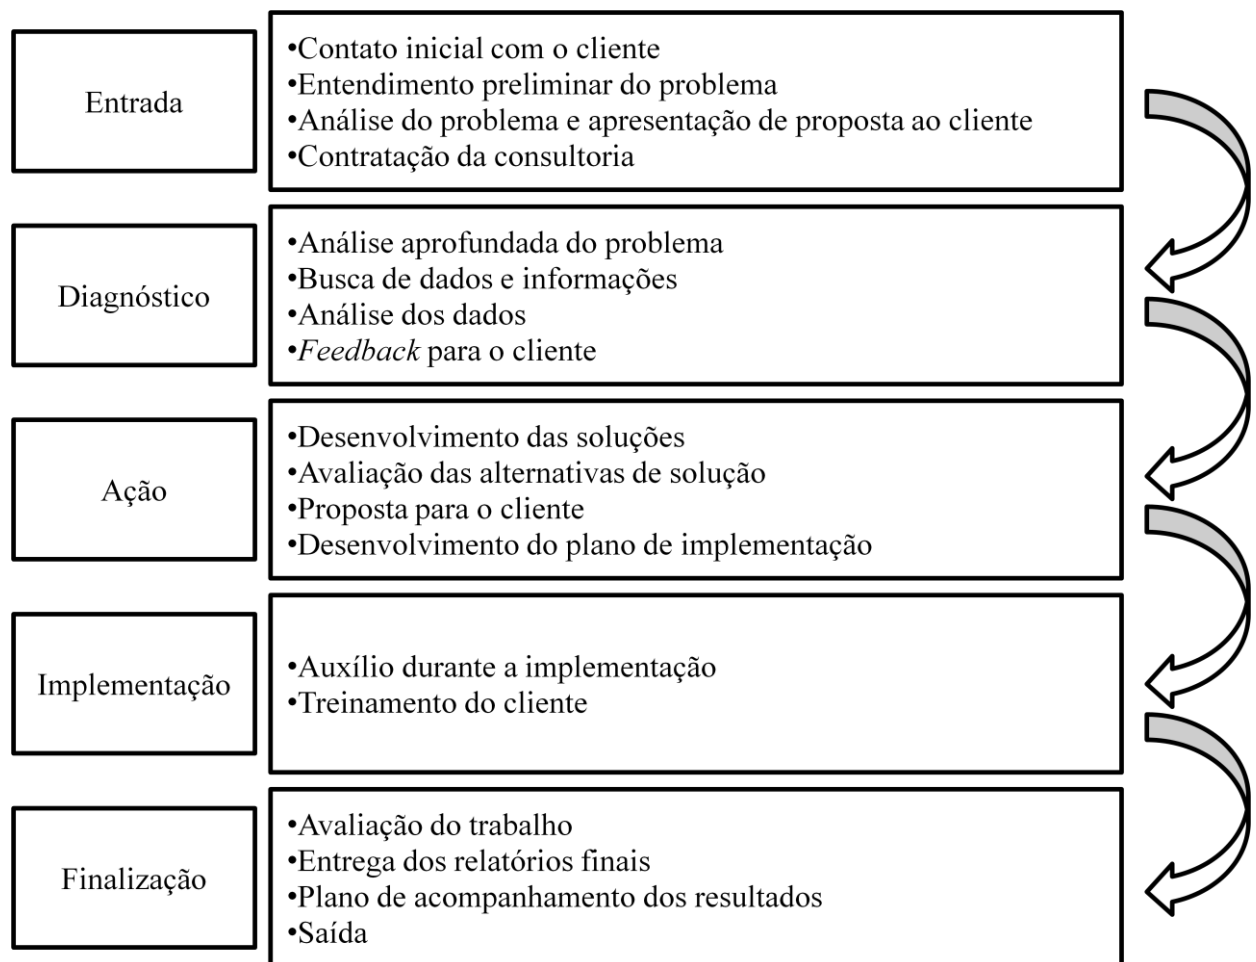 Entrada
•Contato inicial com o cliente
•Entendimento preliminar do problema
•Análise do problema e apresentação de proposta ao cliente
•Contratação da consultoria
Diagnóstico
•Análise aprofundada do problema
•Busca de dados e informações
•Análise dos dados
•Feedback para o cliente
Ação
•Desenvolvimento das soluções
•Avaliação das alternativas de solução
•Proposta para o cliente
•Desenvolvimento do plano de implementação
Implementação
•Auxílio durante a implementação
•Treinamento do cliente
Finalização
•Avaliação do trabalho
•Entrega dos relatórios finais
•Plano de acompanhamento dos resultados
•Saída